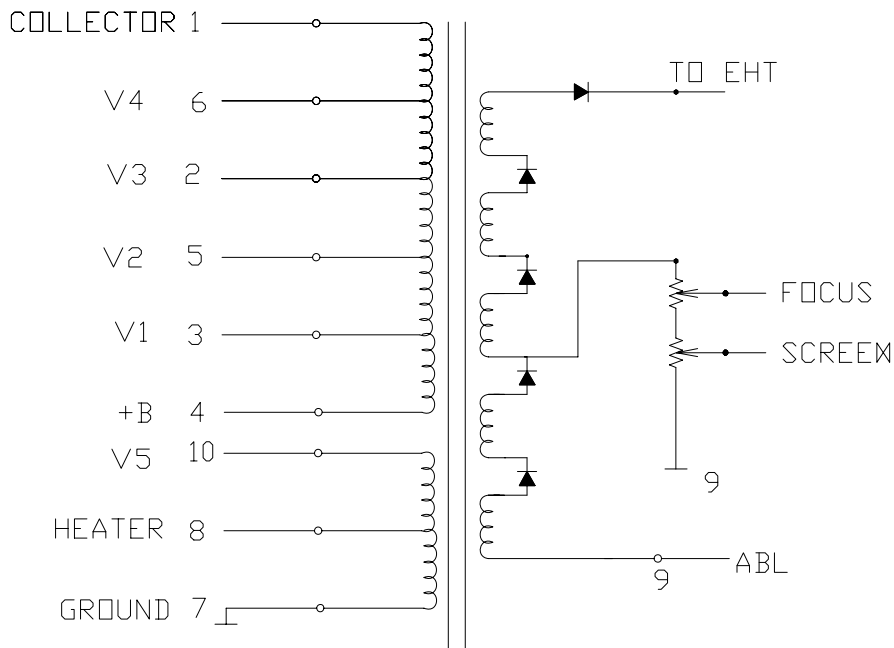 COLLECTOR 1
TO EHT
V4 6
V3 2
V2 5
FOCUS
V1 3
SCREEN
+B 4
V5 10
9
HEATER 8
ABL
9
GROUND 7